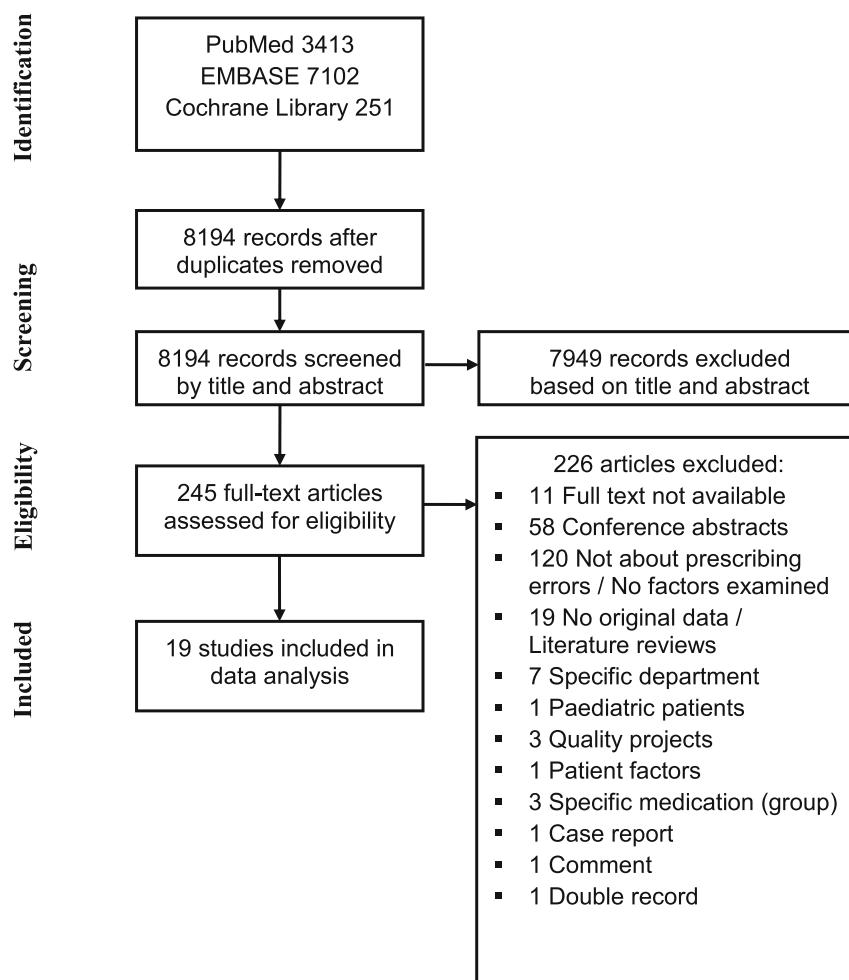 Identification
PubMed 3413
EMBASE 7102
Cochrane Library 251
Screening
8194 records after
duplicates removed
8194 records screened
by title and abstract
7949 records excluded
based on title and abstract
Eligibility
245 full-text articles
assessed for eligibility
226 articles excluded:
▪ 11 Full text not available
▪ 58 Conference abstracts
▪ 120 Not about prescribing
errors / No factors examined
▪ 19 No original data /
Literature reviews
▪ 7 Specific department
▪ 1 Paediatric patients
▪ 3 Quality projects
▪ 1 Patient factors
▪ 3 Specific medication (group)
▪ 1 Case report
▪ 1 Comment
▪ 1 Double record
Included
19 studies included in
data analysis